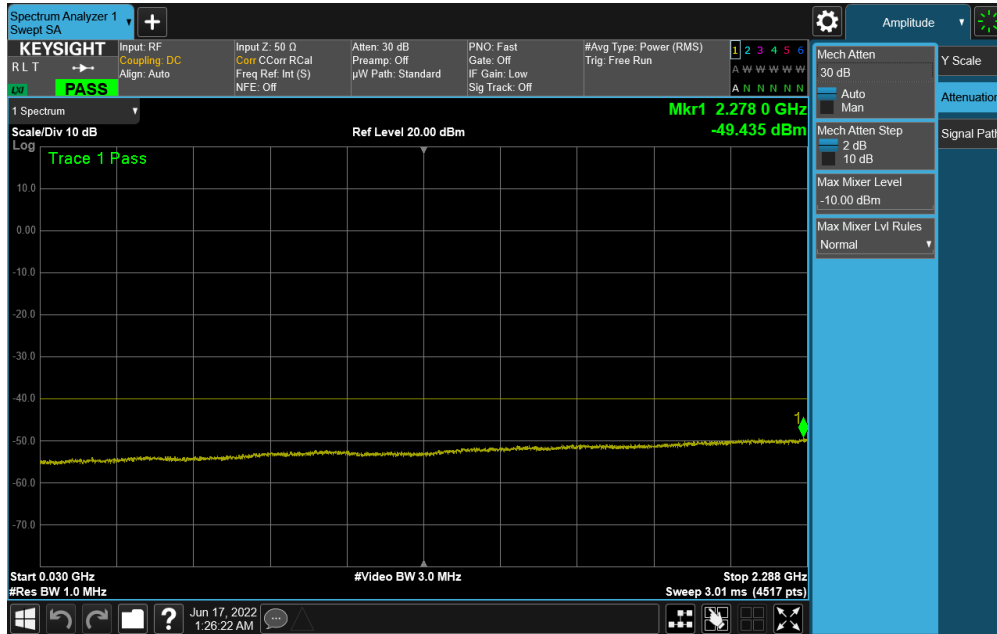 Spectrum Analyzer 1
Swept SA
Amplitude
KEYSIGHT
R L T
LXI
PASS
Input: RF
Coupling: DC
Align: Auto
Input Z: 50 Ω
Corr CCorr RCal
Freq Ref: Int (S)
NFE: Off
Atten: 30 dB
Preamp: Off
µW Path: Standard
PNO: Fast
Gate: Off
IF Gain: Low
Sig Track: Off
#Avg Type: Power (RMS)
Trig: Free Run
1 2 3 4 5 6
A W W W W W
A N N N N N
1 Spectrum
Mkr1 2.278 0 GHz
Scale/Div 10 dB
Ref Level 20.00 dBm
-49.435 dBm
Log
Trace 1 Pass
10.0
0.00
-10.0
-20.0
-30.0
-40.0
-50.0
-60.0
-70.0
1
Start 0.030 GHz
#Video BW 3.0 MHz
Stop 2.288 GHz
#Res BW 1.0 MHz
Sweep 3.01 ms (4517 pts)
Mech Atten
30 dB
Auto
Man
Mech Atten Step
2 dB
10 dB
Max Mixer Level
-10.00 dBm
Max Mixer Lvl Rules
Normal
Y Scale
Attenuation
Signal Path
?
Jun 17, 2022
1:26:22 AM